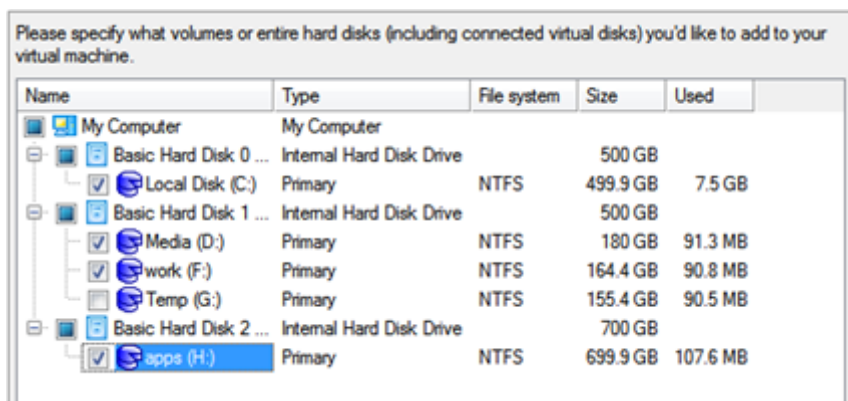 Please specify what volumes or entire hard disks (including connected virtual disks) you'd like to add to your
virtual machine.
Name Type File system Size Used
My Computer My Computer
Basic Hard Disk 0 ... Internal Hard Disk Drive 500 GB
Local Disk (C:) Primary NTFS 499.9 GB 7.5 GB
Basic Hard Disk 1 ... Internal Hard Disk Drive 500 GB
Media (D:) Primary NTFS 180 GB 91.3 MB
work (F:) Primary NTFS 164.4 GB 90.8 MB
Temp (G:) Primary NTFS 155.4 GB 90.5 MB
Basic Hard Disk 2 ... Internal Hard Disk Drive 700 GB
apps (H:) Primary NTFS 699.9 GB 107.6 MB